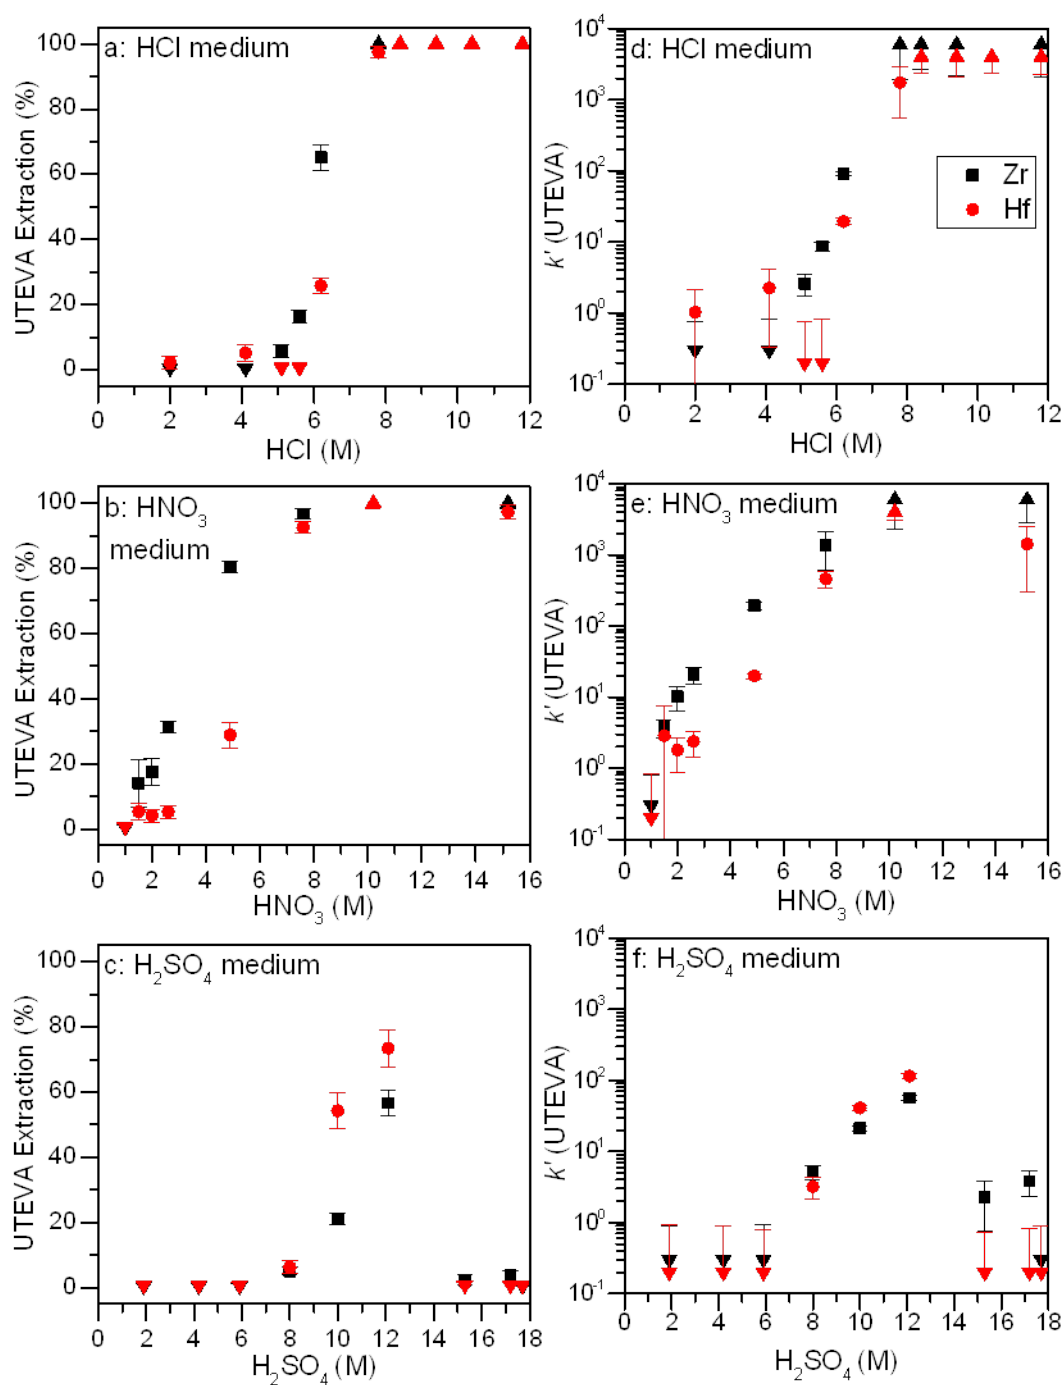 a: HCl medium
UTEVA Extraction (%)
100
80
60
40
20
0
0 2 4 6 8 10 12
HCl (M)
d: HCl medium
k' (UTEVA)
10⁴
10³
10²
10¹
10⁰
10⁻¹
Zr
Hf
0 2 4 6 8 10 12
HCl (M)
b: HNO₃
medium
UTEVA Extraction (%)
100
80
60
40
20
0
0 2 4 6 8 10 12 14 16
HNO₃ (M)
e: HNO₃ medium
k' (UTEVA)
10⁴
10³
10²
10¹
10⁰
10⁻¹
0 2 4 6 8 10 12 14 16
HNO₃ (M)
c: H₂SO₄ medium
UTEVA Extraction (%)
100
80
60
40
20
0
0 2 4 6 8 10 12 14 16 18
H₂SO₄ (M)
f: H₂SO₄ medium
k' (UTEVA)
10⁴
10³
10²
10¹
10⁰
10⁻¹
0 2 4 6 8 10 12 14 16 18
H₂SO₄ (M)